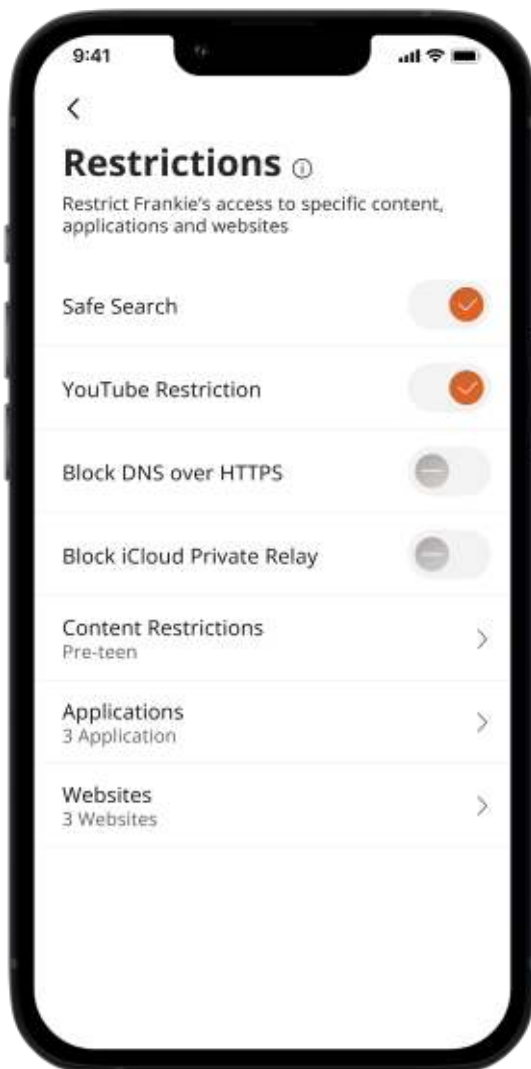 9:41
Restrictions
Restrict Frankie's access to specific content,
applications and websites
Safe Search
YouTube Restriction
Block DNS over HTTPS
Block iCloud Private Relay
Content Restrictions
Pre-teen
Applications
3 Application
Websites
3 Websites